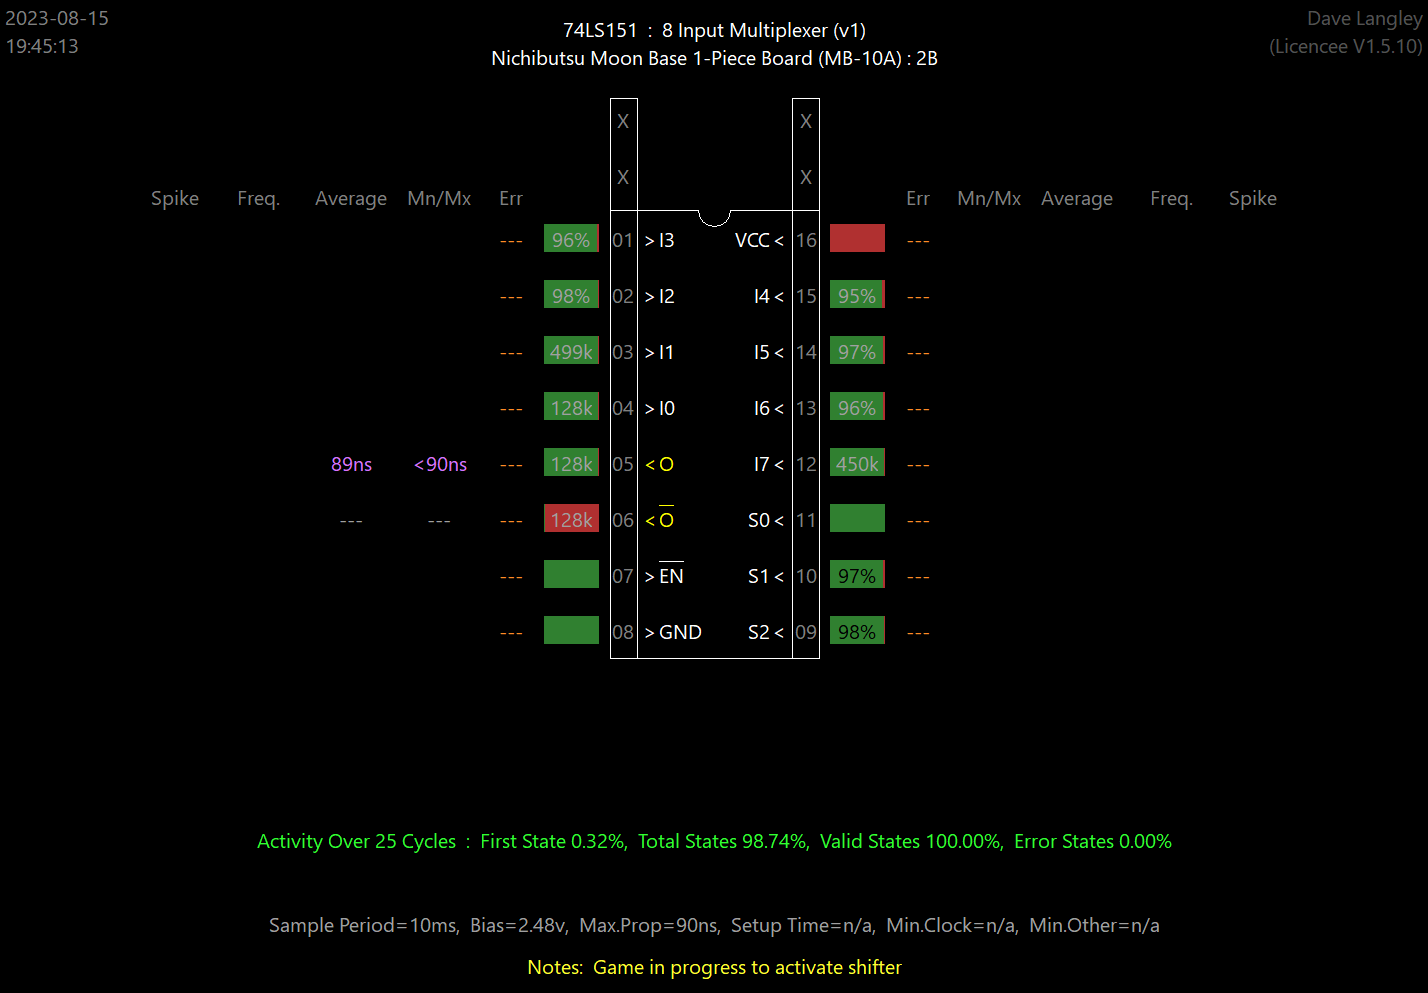 2023-08-15
19:45:13
74LS151 : 8 Input Multiplexer (v1)
Nichibutsu Moon Base 1-Piece Board (MB-10A) : 2B
Dave Langley
(Licencee V1.5.10)
X X
X X
Spike Freq. Average Mn/Mx Err Err Mn/Mx Average Freq. Spike
--- 96% 01 >I3 VCC< 16 ---
--- 98% 02 >I2 I4< 15 95% ---
--- 499k 03 >I1 I5< 14 97% ---
--- 128k 04 >I0 I6< 13 96% ---
89ns <90ns --- 128k 05 <O I7< 12 450k ---
--- --- --- 128k 06 <O S0< 11 ---
--- 07 >EN S1< 10 97% ---
--- 08 >GND S2< 09 98% ---
Activity Over 25 Cycles : First State 0.32%, Total States 98.74%, Valid States 100.00%, Error States 0.00%
Sample Period=10ms, Bias=2.48v, Max.Prop=90ns, Setup Time=n/a, Min.Clock=n/a, Min.Other=n/a
Notes: Game in progress to activate shifter